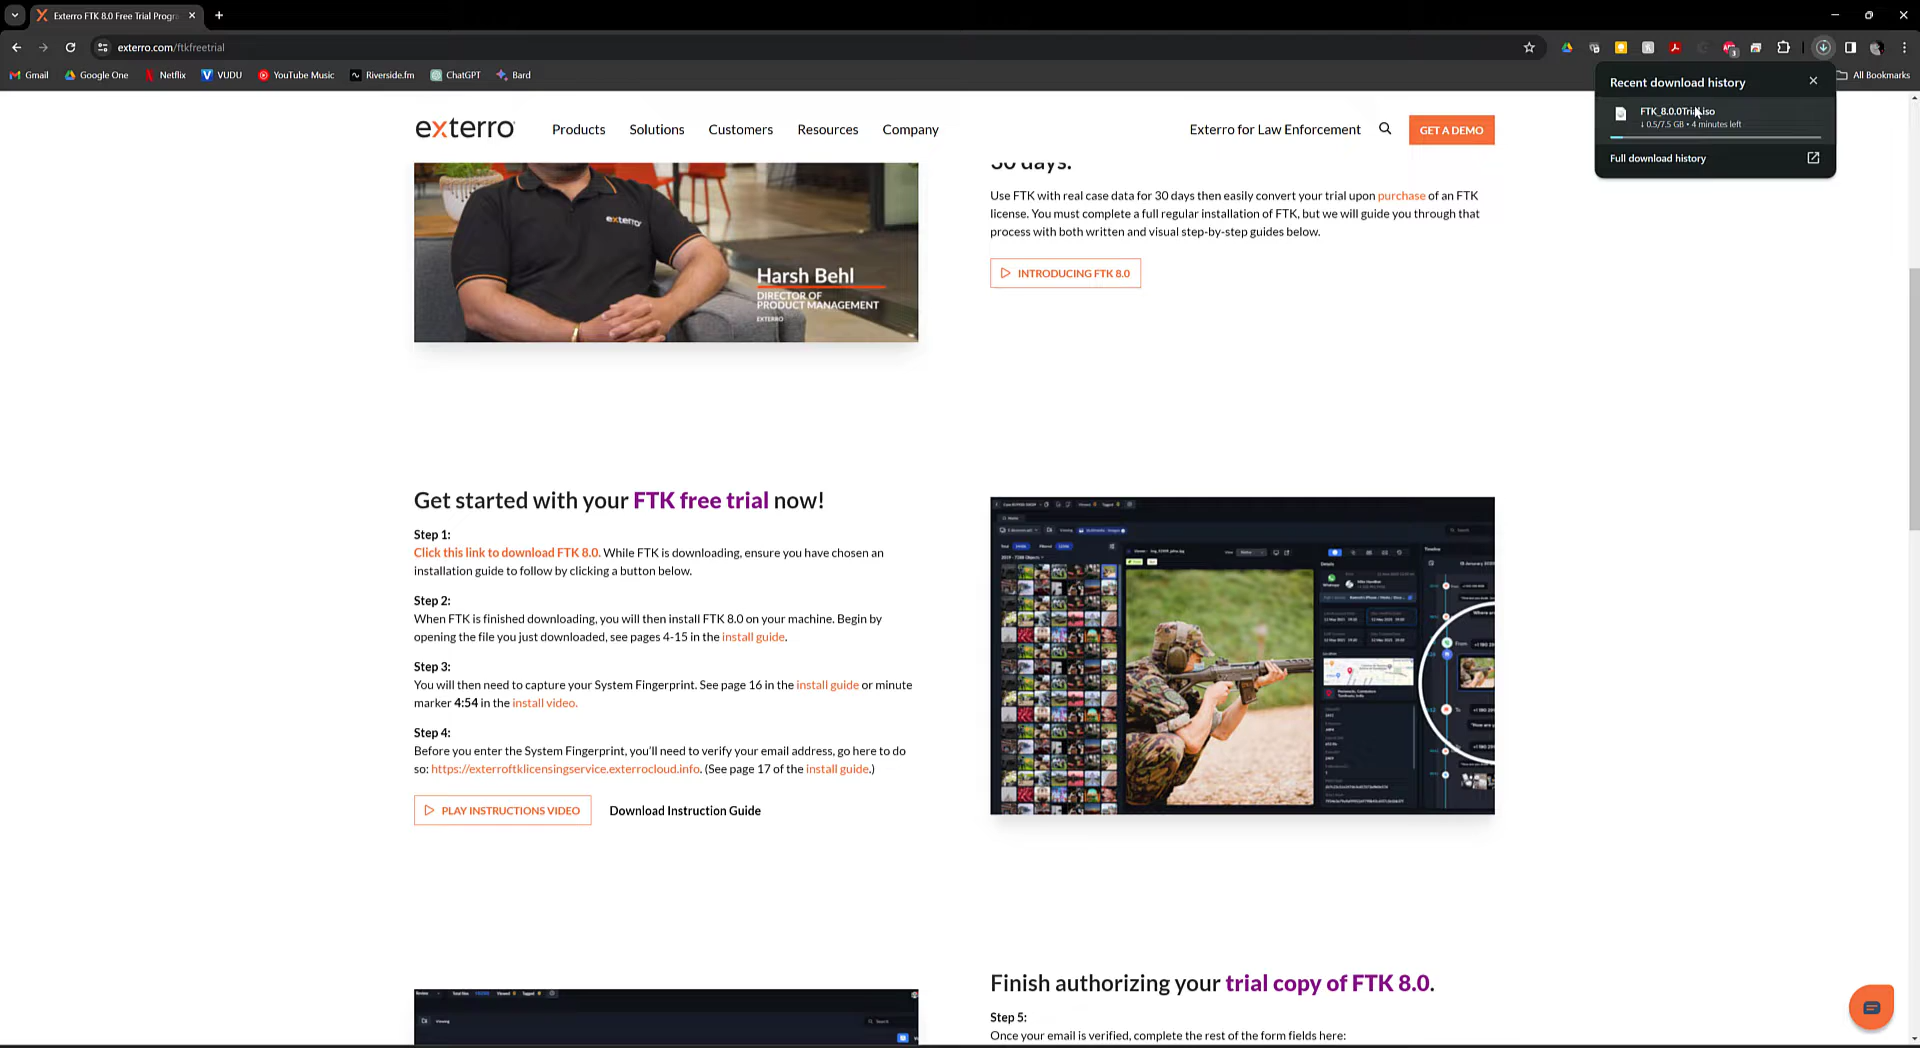 Exterro FTK 8.0 Free Trial Progr
exterro.com/ftkfreetrial
Gmail
Google One
Netflix
VUDU
YouTube Music
Riverside.fm
ChatGPT
Bard
All Bookmarks
Recent download history
FTK_8.0.0Trial.iso
↓ 0.5/7.5 GB • 4 minutes left
Full download history
exterro
Products
Solutions
Customers
Resources
Company
Exterro for Law Enforcement
GET A DEMO
exterro
Harsh Behl
DIRECTOR OF
PRODUCT MANAGEMENT
EXTERRO
30 days.
Use FTK with real case data for 30 days then easily convert your trial upon purchase of an FTK
license. You must complete a full regular installation of FTK, but we will guide you through that
process with both written and visual step-by-step guides below.
INTRODUCING FTK 8.0
Get started with your FTK free trial now!
Step 1:
Click this link to download FTK 8.0. While FTK is downloading, ensure you have chosen an
installation guide to follow by clicking a button below.
Step 2:
When FTK is finished downloading, you will then install FTK 8.0 on your machine. Begin by
opening the file you just downloaded, see pages 4-15 in the install guide.
Step 3:
You will then need to capture your System Fingerprint. See page 16 in the install guide or minute
marker 4:54 in the install video.
Step 4:
Before you enter the System Fingerprint, you'll need to verify your email address, go here to do
so: https://exterroftklicensingservice.exterrocloud.info. (See page 17 of the install guide.)
PLAY INSTRUCTIONS VIDEO
Download Instruction Guide
Finish authorizing your trial copy of FTK 8.0.
Step 5:
Once your email is verified, complete the rest of the form fields here: